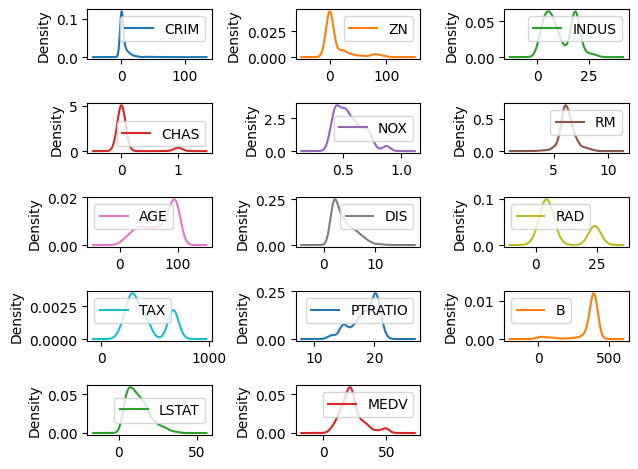 Density
0.1
0.0
0
100
CRIM
Density
0.025
0.000
0
100
ZN
Density
0.05
0.00
0
25
INDUS
Density
5
0
0
1
CHAS
Density
2.5
0.0
0.5
1.0
NOX
Density
0.5
0.0
5
10
RM
Density
0.02
0.00
0
100
AGE
Density
0.25
0.00
0
10
DIS
Density
0.1
0.0
0
25
RAD
Density
0.0025
0.0000
0
1000
TAX
Density
0.25
0.00
10
20
PTRATIO
Density
0.01
0.00
0
500
B
Density
0.05
0.00
0
50
LSTAT
Density
0.05
0.00
0
50
MEDV